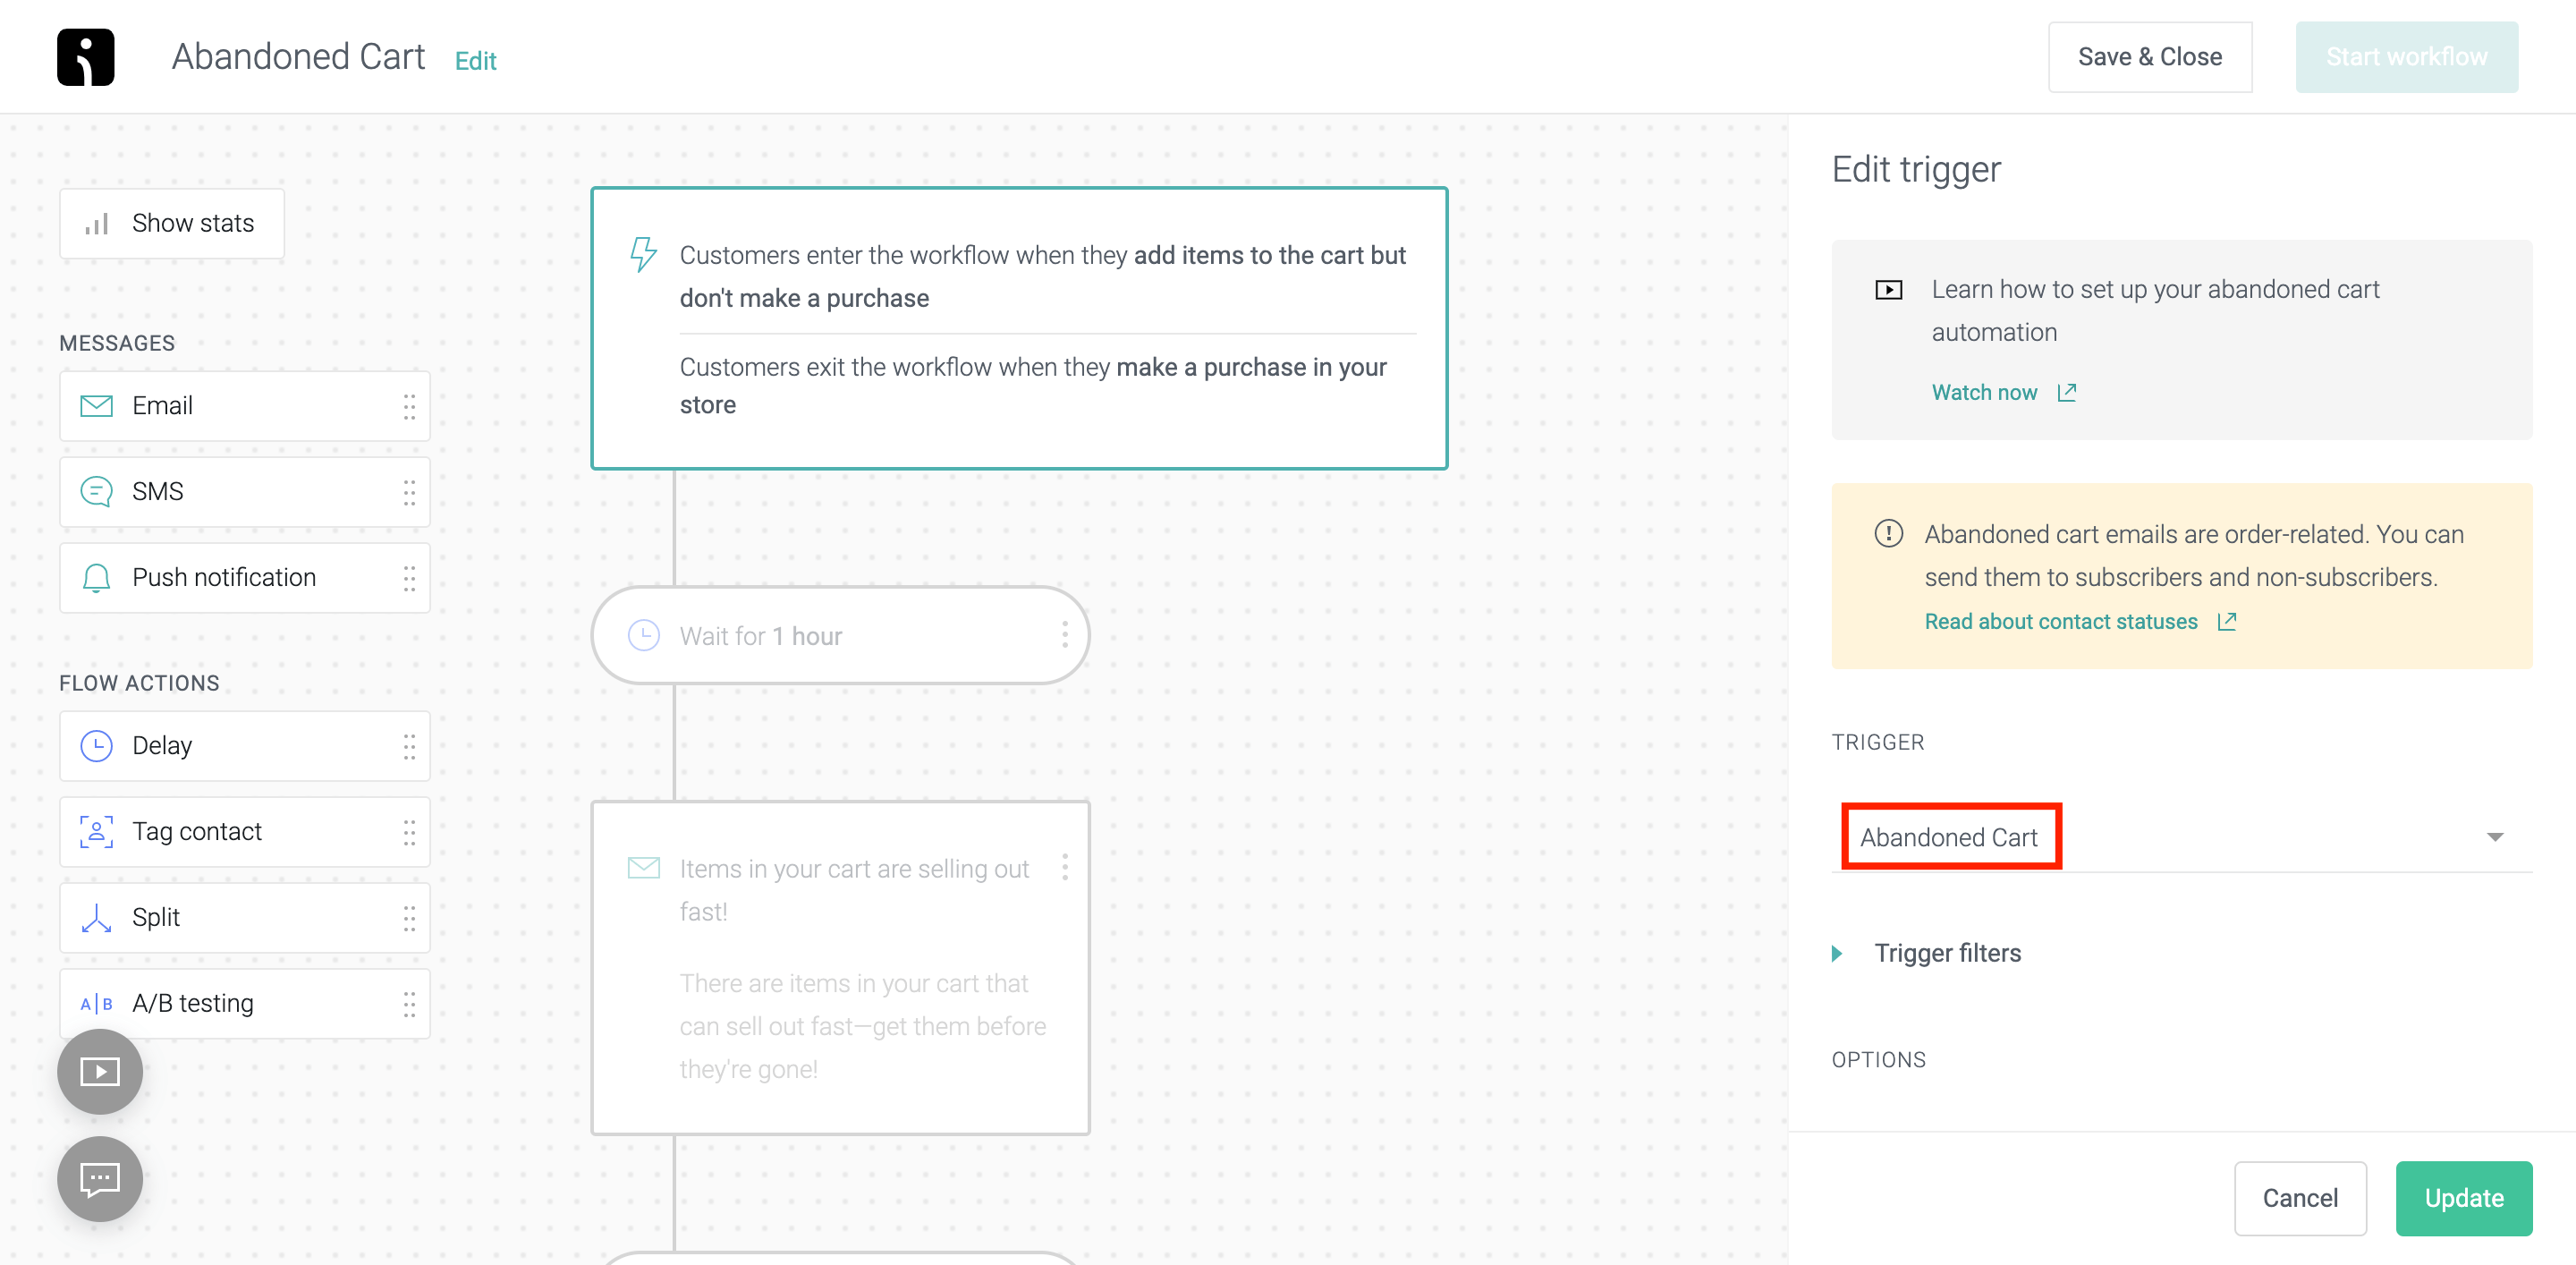 Abandoned Cart Edit
Save & Close
Start workflow
Show stats
MESSAGES
Email
SMS
Push notification
FLOW ACTIONS
Delay
Tag contact
Split
A|B A/B testing
Customers enter the workflow when they add items to the cart but
don't make a purchase
Customers exit the workflow when they make a purchase in your
store
Wait for 1 hour
Items in your cart are selling out
fast!
There are items in your cart that
can sell out fast—get them before
they're gone!
Edit trigger
Learn how to set up your abandoned cart
automation
Watch now
Abandoned cart emails are order-related. You can
send them to subscribers and non-subscribers.
Read about contact statuses
TRIGGER
Abandoned Cart
Trigger filters
OPTIONS
Cancel
Update